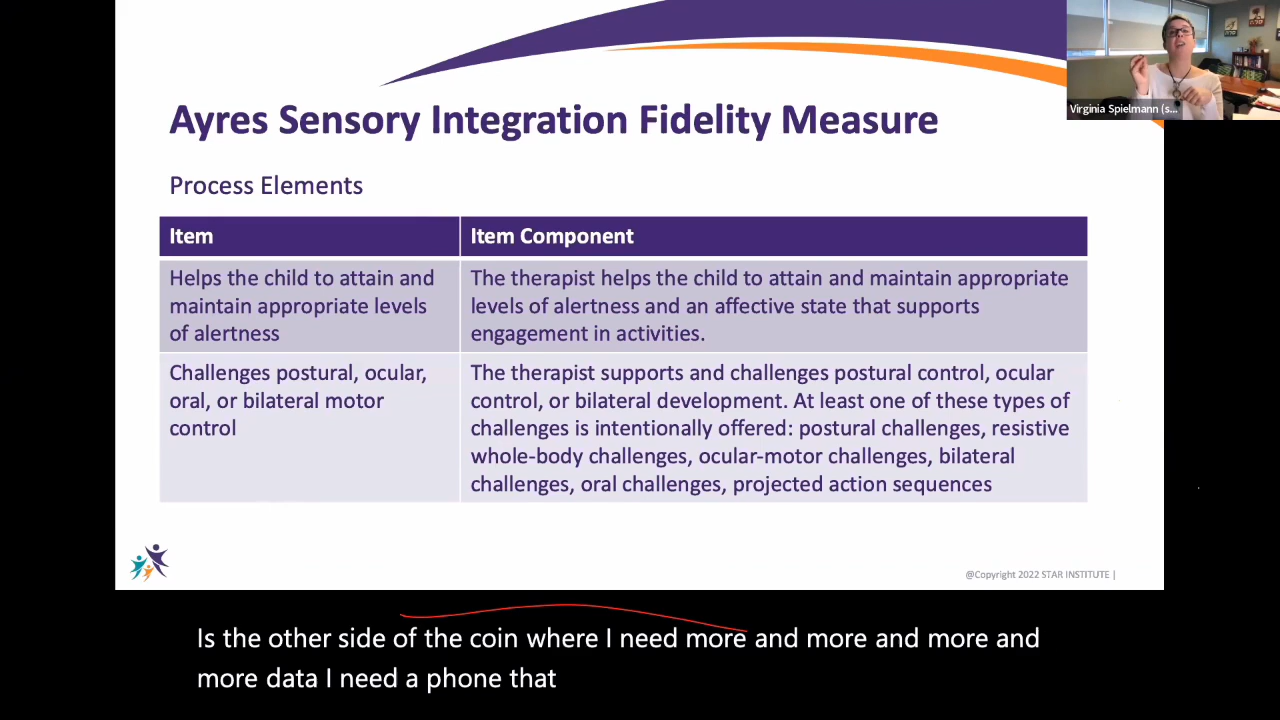 Virginia Spielmann (s...
Ayres Sensory Integration Fidelity Measure
Process Elements
Item
Item Component
Helps the child to attain and
maintain appropriate levels
of alertness
The therapist helps the child to attain and maintain appropriate
levels of alertness and an affective state that supports
engagement in activities.
Challenges postural, ocular,
oral, or bilateral motor
control
The therapist supports and challenges postural control, ocular
control, or bilateral development. At least one of these types of
challenges is intentionally offered: postural challenges, resistive
whole-body challenges, ocular-motor challenges, bilateral
challenges, oral challenges, projected action sequences
@Copyright 2022 STAR INSTITUTE |
Is the other side of the coin where I need more and more and more and
more data I need a phone that